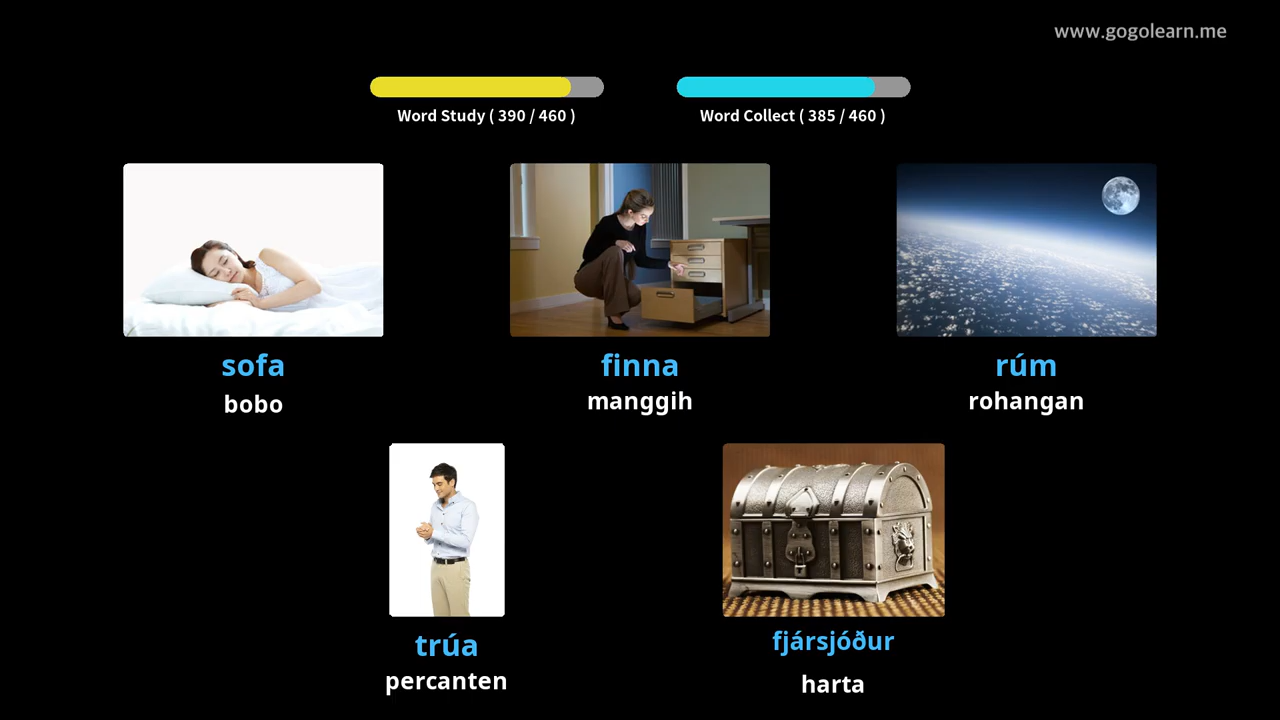 www.gogolearn.me
Word Study ( 390 / 460 )
Word Collect ( 385 / 460 )
sofa
bobo
finna
manggih
rúm
rohangan
trúa
percanten
fjársjóður
harta